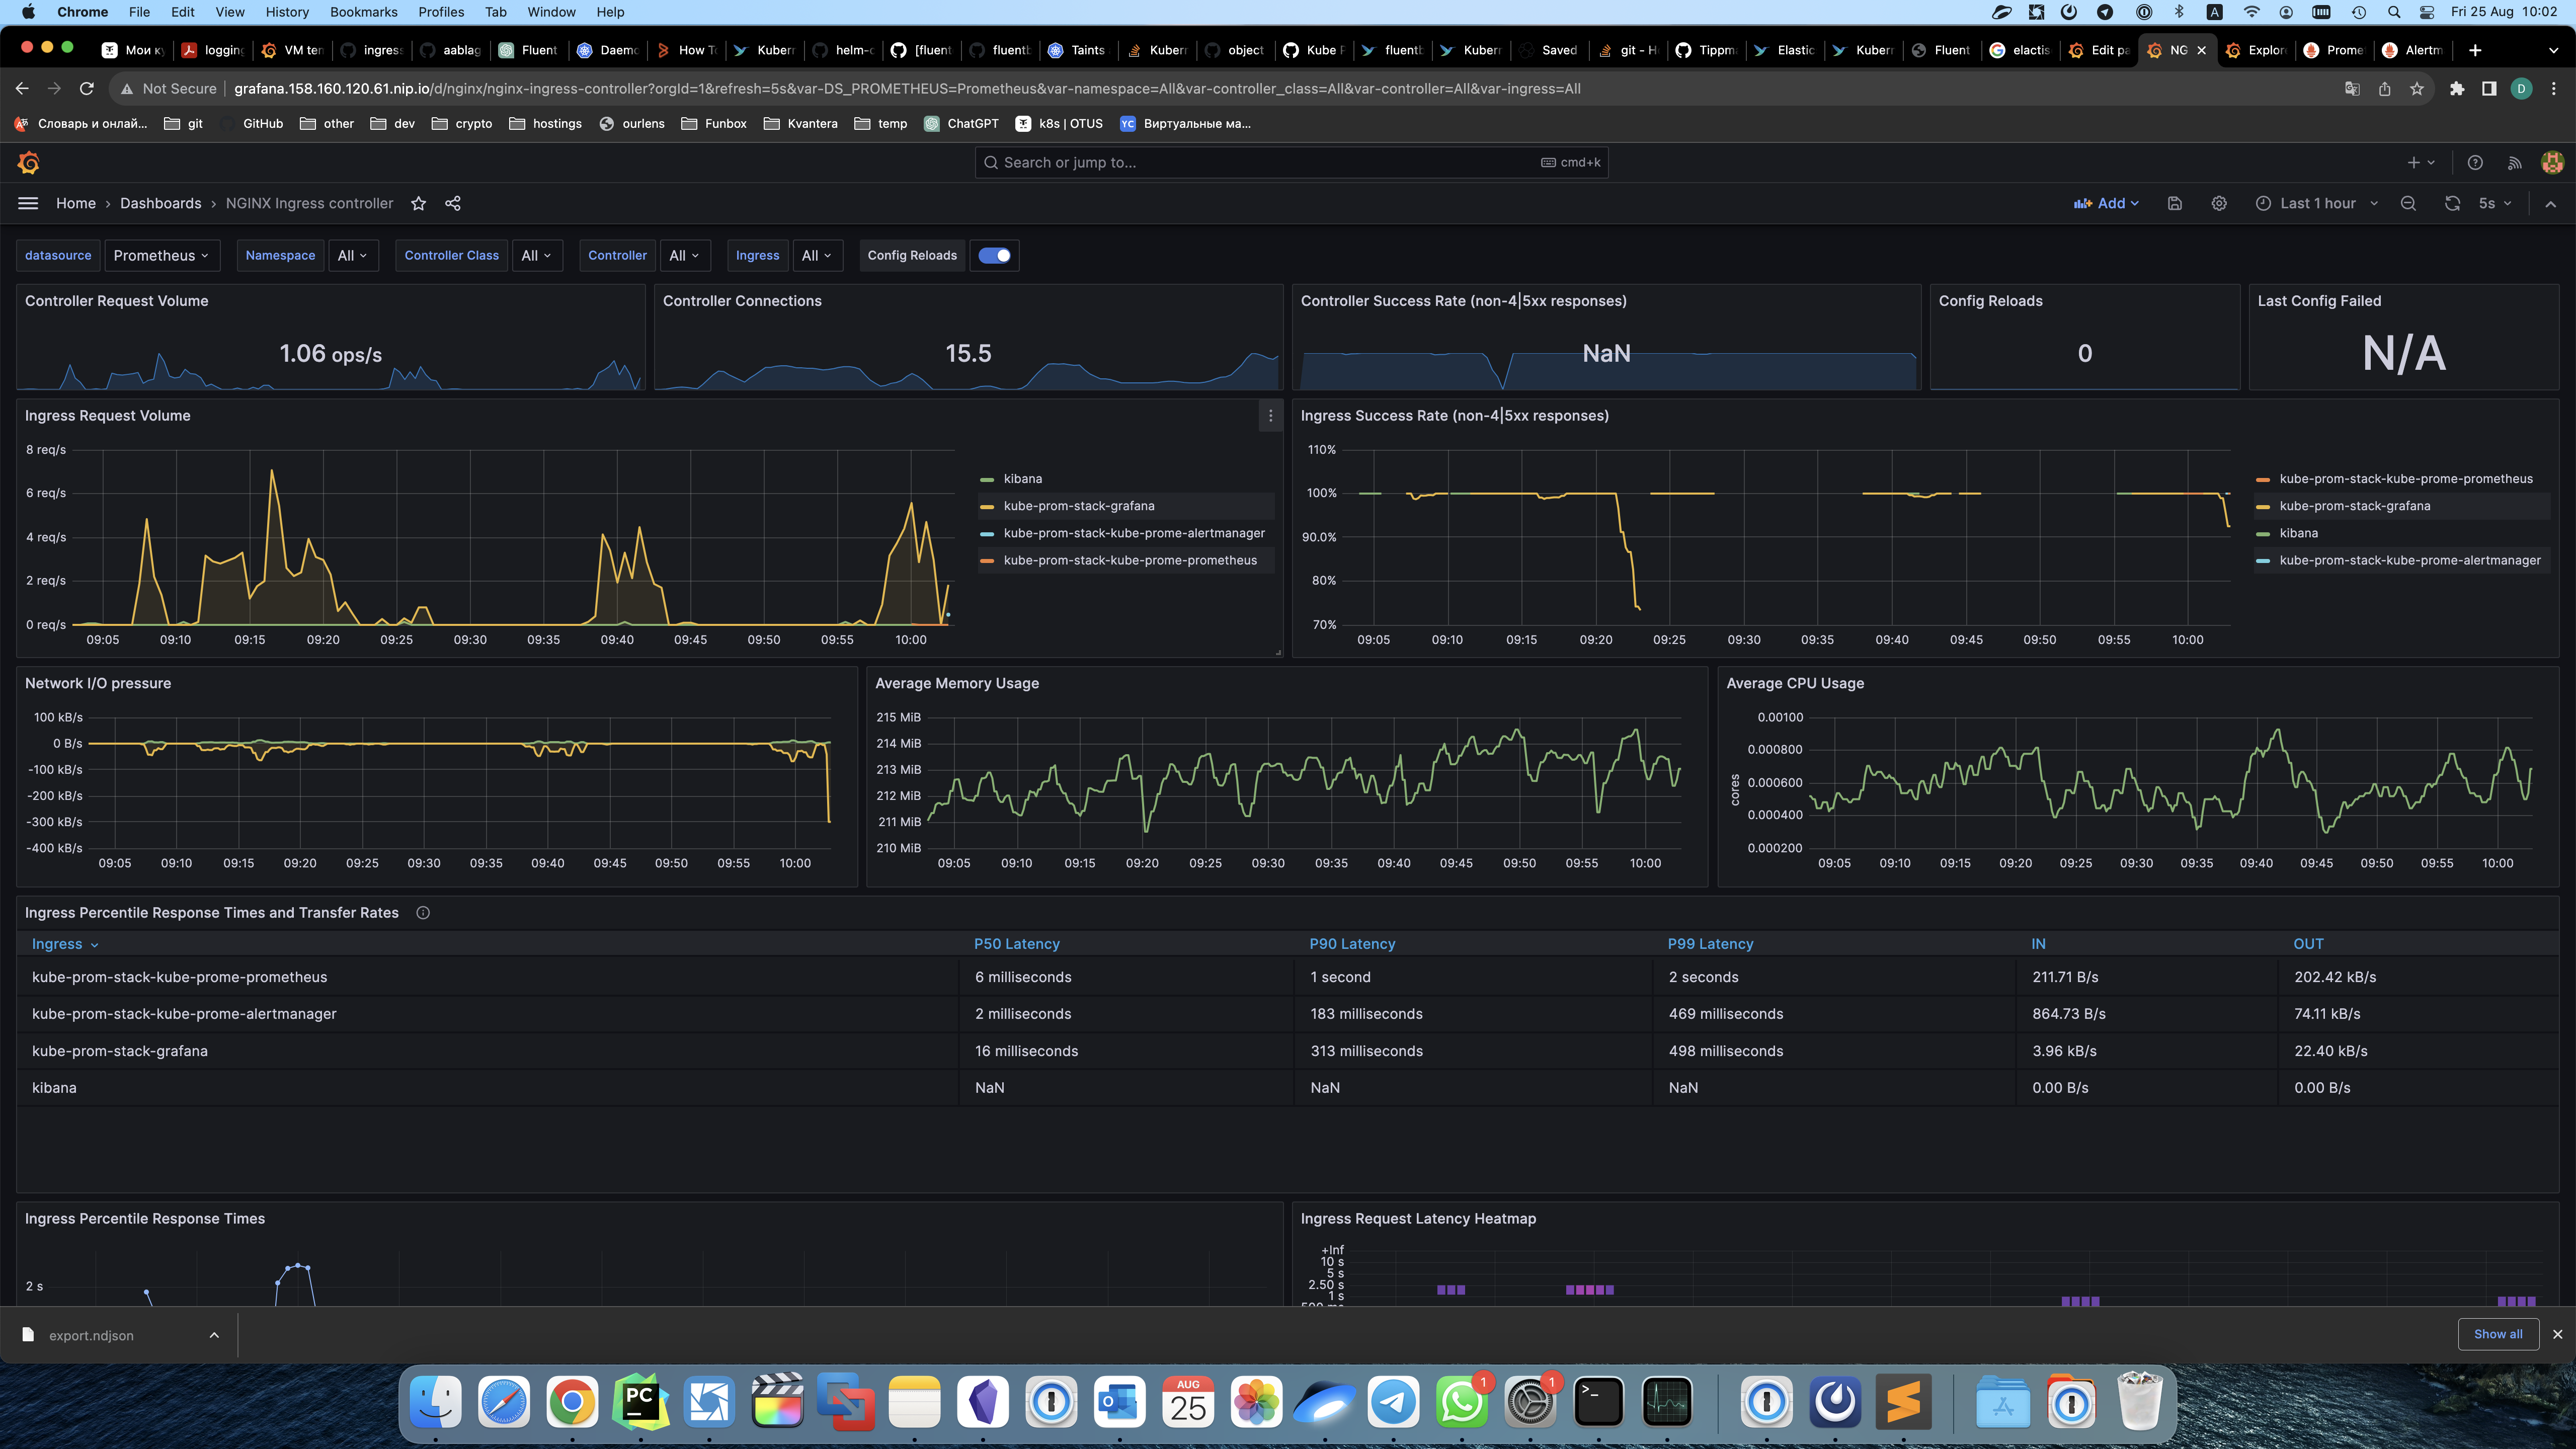 Chrome File Edit View History Bookmarks Profiles Tab Window Help Fri 25 Aug 10:02
Мои к logging VM ten ingress aablag Fluent Daemo How T Kubern helm-c [fluent fluentb Taints Kubern object Kube P fluentb Kubern Saved git - H Tippm Elastic Kubern Fluent elactis Edit pa NG Explore Prome Alertm
Not Secure grafana.158.160.120.61.nip.io/d/nginx/nginx-ingress-controller?orgId=1&refresh=5s&var-DS_PROMETHEUS=Prometheus&var-namespace=All&var-controller_class=All&var-controller=All&var-ingress=All
Словарь и онлай... git GitHub other dev crypto hostings ourlens Funbox Kvantera temp ChatGPT k8s | OTUS YC Виртуальные ма...
Search or jump to... cmd+k
Home › Dashboards › NGINX Ingress controller Add Last 1 hour 5s
datasource Prometheus Namespace All Controller Class All Controller All Ingress All Config Reloads
Controller Request Volume
1.06 ops/s
Controller Connections
15.5
Controller Success Rate (non-4|5xx responses)
NaN
Config Reloads
0
Last Config Failed
N/A
Ingress Request Volume
8 req/s
6 req/s
4 req/s
2 req/s
0 req/s
09:05 09:10 09:15 09:20 09:25 09:30 09:35 09:40 09:45 09:50 09:55 10:00
kibana
kube-prom-stack-grafana
kube-prom-stack-kube-prome-alertmanager
kube-prom-stack-kube-prome-prometheus
Ingress Success Rate (non-4|5xx responses)
110%
100%
90.0%
80%
70%
09:05 09:10 09:15 09:20 09:25 09:30 09:35 09:40 09:45 09:50 09:55 10:00
kube-prom-stack-kube-prome-prometheus
kube-prom-stack-grafana
kibana
kube-prom-stack-kube-prome-alertmanager
Network I/O pressure
100 kB/s
0 B/s
-100 kB/s
-200 kB/s
-300 kB/s
-400 kB/s
09:05 09:10 09:15 09:20 09:25 09:30 09:35 09:40 09:45 09:50 09:55 10:00
Average Memory Usage
215 MiB
214 MiB
213 MiB
212 MiB
211 MiB
210 MiB
09:05 09:10 09:15 09:20 09:25 09:30 09:35 09:40 09:45 09:50 09:55 10:00
Average CPU Usage
cores
0.00100
0.000800
0.000600
0.000400
0.000200
09:05 09:10 09:15 09:20 09:25 09:30 09:35 09:40 09:45 09:50 09:55 10:00
Ingress Percentile Response Times and Transfer Rates
Ingress P50 Latency P90 Latency P99 Latency IN OUT
kube-prom-stack-kube-prome-prometheus 6 milliseconds 1 second 2 seconds 211.71 B/s 202.42 kB/s
kube-prom-stack-kube-prome-alertmanager 2 milliseconds 183 milliseconds 469 milliseconds 864.73 B/s 74.11 kB/s
kube-prom-stack-grafana 16 milliseconds 313 milliseconds 498 milliseconds 3.96 kB/s 22.40 kB/s
kibana NaN NaN NaN 0.00 B/s 0.00 B/s
Ingress Percentile Response Times
2 s
Ingress Request Latency Heatmap
+Inf
10 s
5 s
2.50 s
1 s
export.ndjson Show all
PC AUG 25 1 1